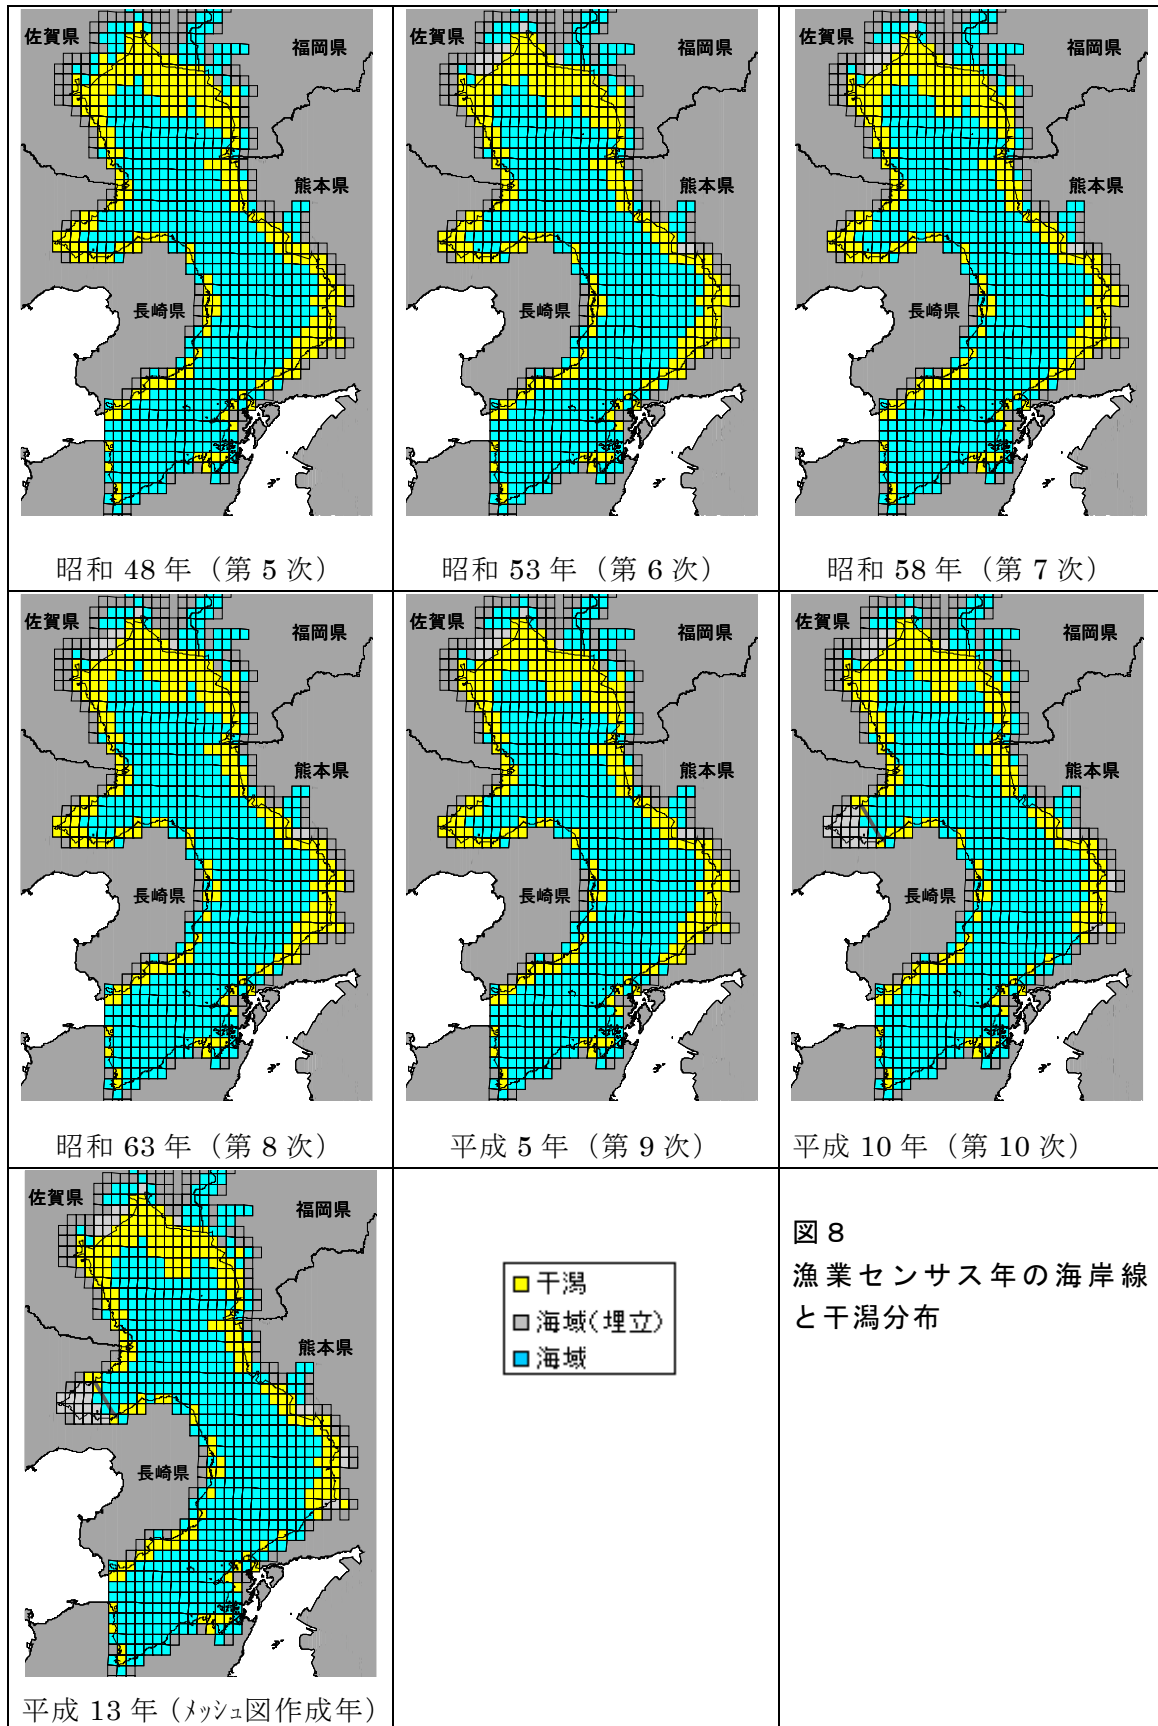 佐賀県
福岡県
熊本県
長崎県
昭和 48 年（第 5 次）
佐賀県
福岡県
熊本県
長崎県
昭和 53 年（第 6 次）
佐賀県
福岡県
熊本県
長崎県
昭和 58 年（第 7 次）
佐賀県
福岡県
熊本県
長崎県
昭和 63 年（第 8 次）
佐賀県
福岡県
熊本県
長崎県
平成 5 年（第 9 次）
佐賀県
福岡県
熊本県
長崎県
平成 10 年（第 10 次）
佐賀県
福岡県
熊本県
長崎県
平成 13 年（ﾒｯｼｭ図作成年）
干潟
海域(埋立)
海域
図 8
漁業センサス年の海岸線
と干潟分布